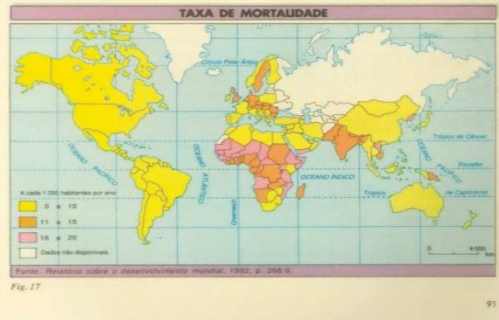 TAXA DE MORTALIDADE
Círculo Polar Ártico
Trópico de Câncer
OCEANO PACÍFICO
OCEANO ATLÂNTICO
OCEANO PACÍFICO
Equador
OCEANO ÍNDICO
Trópico de Capricórnio
A cada 1 000 habitantes por ano
0 a 10
11 a 15
16 a 20
Dados não disponíveis
0 4 000
km
Fonte: Relatório sobre o desenvolvimento mundial, 1992; p. 268-9.
Fig. 17
91